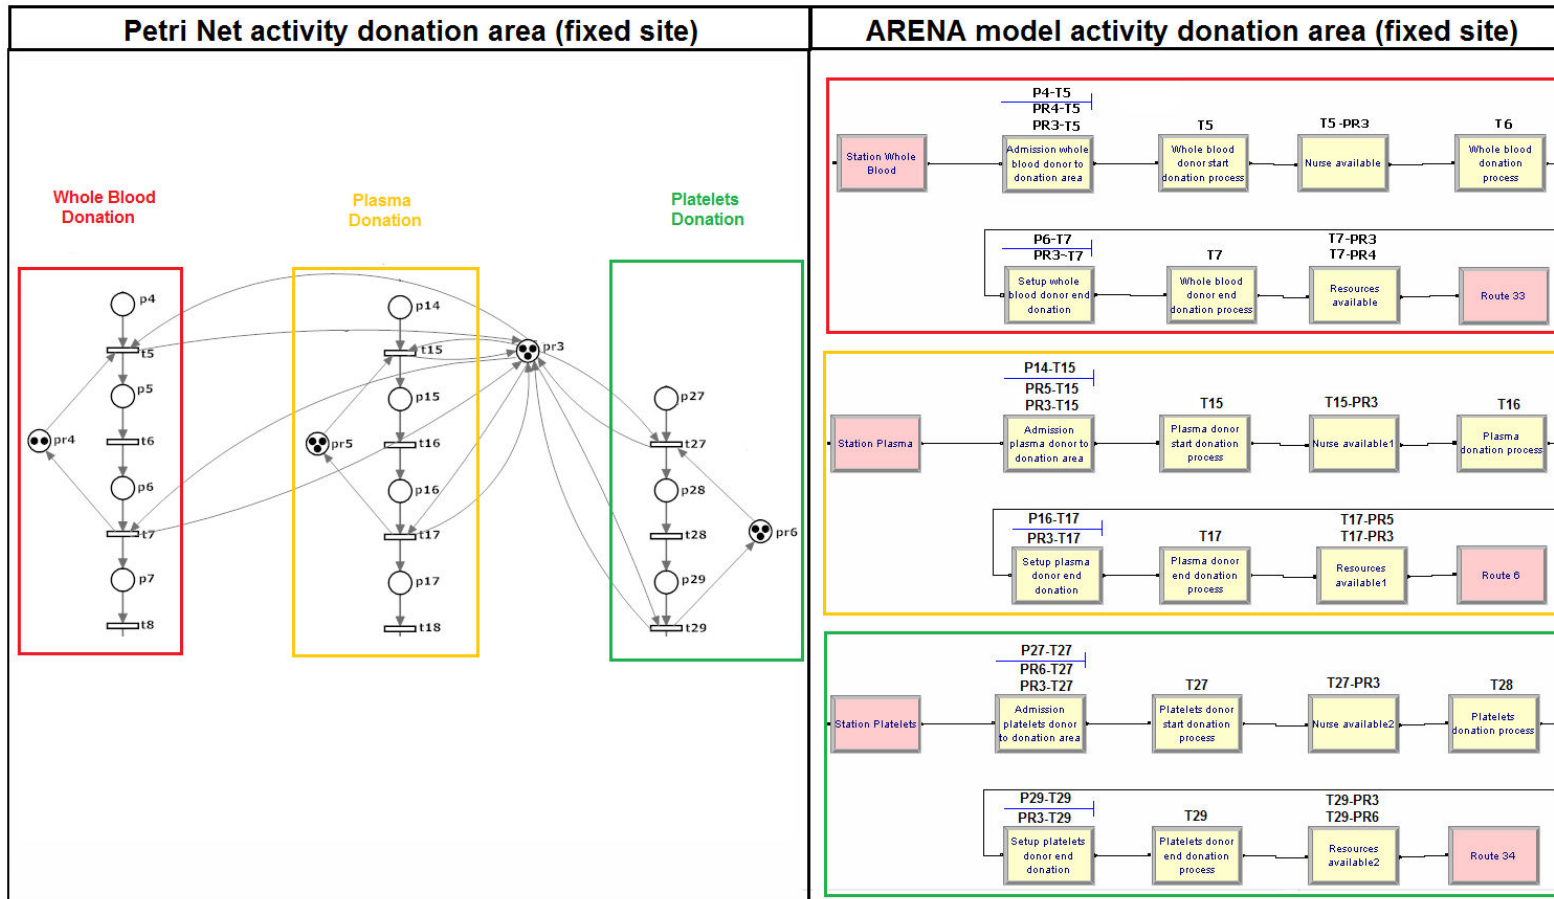 Petri Net activity donation area (fixed site)
ARENA model activity donation area (fixed site)
Whole Blood
Donation
Plasma
Donation
Platelets
Donation
p4
t5
p5
pr4
t6
p6
t7
p7
t8
p14
t15
p15
pr5
t16
p16
t17
p17
t18
pr3
p27
t27
p28
pr6
t28
p29
t29
P4-T5
PR4-T5
PR3-T5
T5
T5-PR3
T6
Station Whole
Blood
Admission whole
blood donor to
donation area
Whole blood
donor start
donation process
Nurse available
Whole blood
donation
process
P6-T7
PR3-T7
T7
T7-PR3
T7-PR4
Setup whole
blood donor end
donation
Whole blood
donor end
donation process
Resources
available
Route 33
P14-T15
PR5-T15
PR3-T15
T15
T15-PR3
T16
Station Plasma
Admission
plasma donor to
donation area
Plasma donor
start donation
process
Nurse available1
Plasma
donation process
P16-T17
PR3-T17
T17
T17-PR5
T17-PR3
Setup plasma
donor end
donation
Plasma donor
end donation
process
Resources
available1
Route 6
P27-T27
PR6-T27
PR3-T27
T27
T27-PR3
T28
Station Platelets
Admission
platelets donor
to donation area
Platelets donor
start donation
process
Nurse available2
Platelets
donation process
P29-T29
PR3-T29
T29
T29-PR3
T29-PR6
Setup platelets
donor end
donation
Platelets donor
end donation
process
Resources
available2
Route 34